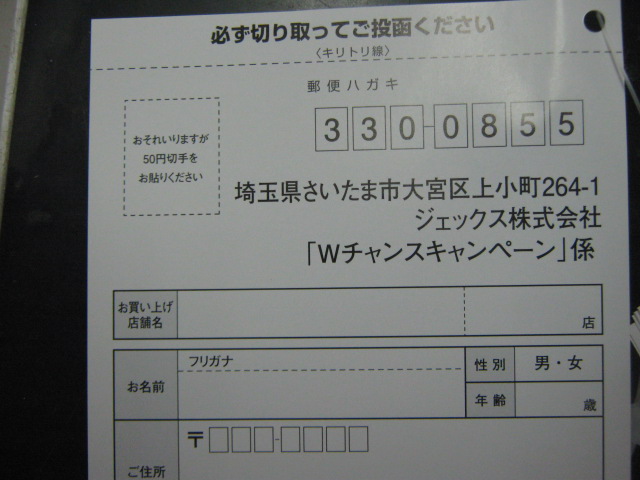 必ず切り取ってご投函ください
〈キリトリ線〉
郵便ハガキ
330-0855
おそれいりますが
50円切手を
お貼りください
埼玉県さいたま市大宮区上小町264-1
ジェックス株式会社
「Wチャンスキャンペーン」係
お買い上げ
店舗名
店
お名前
フリガナ
性別
男・女
年齢
歳
ご住所
〒